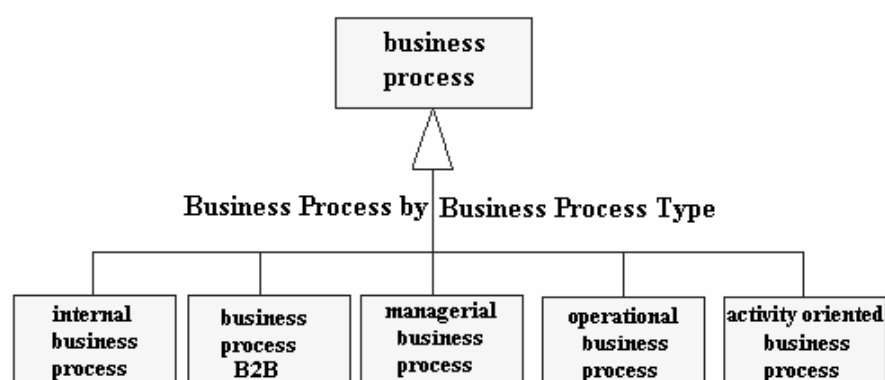 business
process
Business Process by Business Process Type
internal
business
process
business
process
B2B
managerial
business
process
operational
business
process
activity oriented
business
process